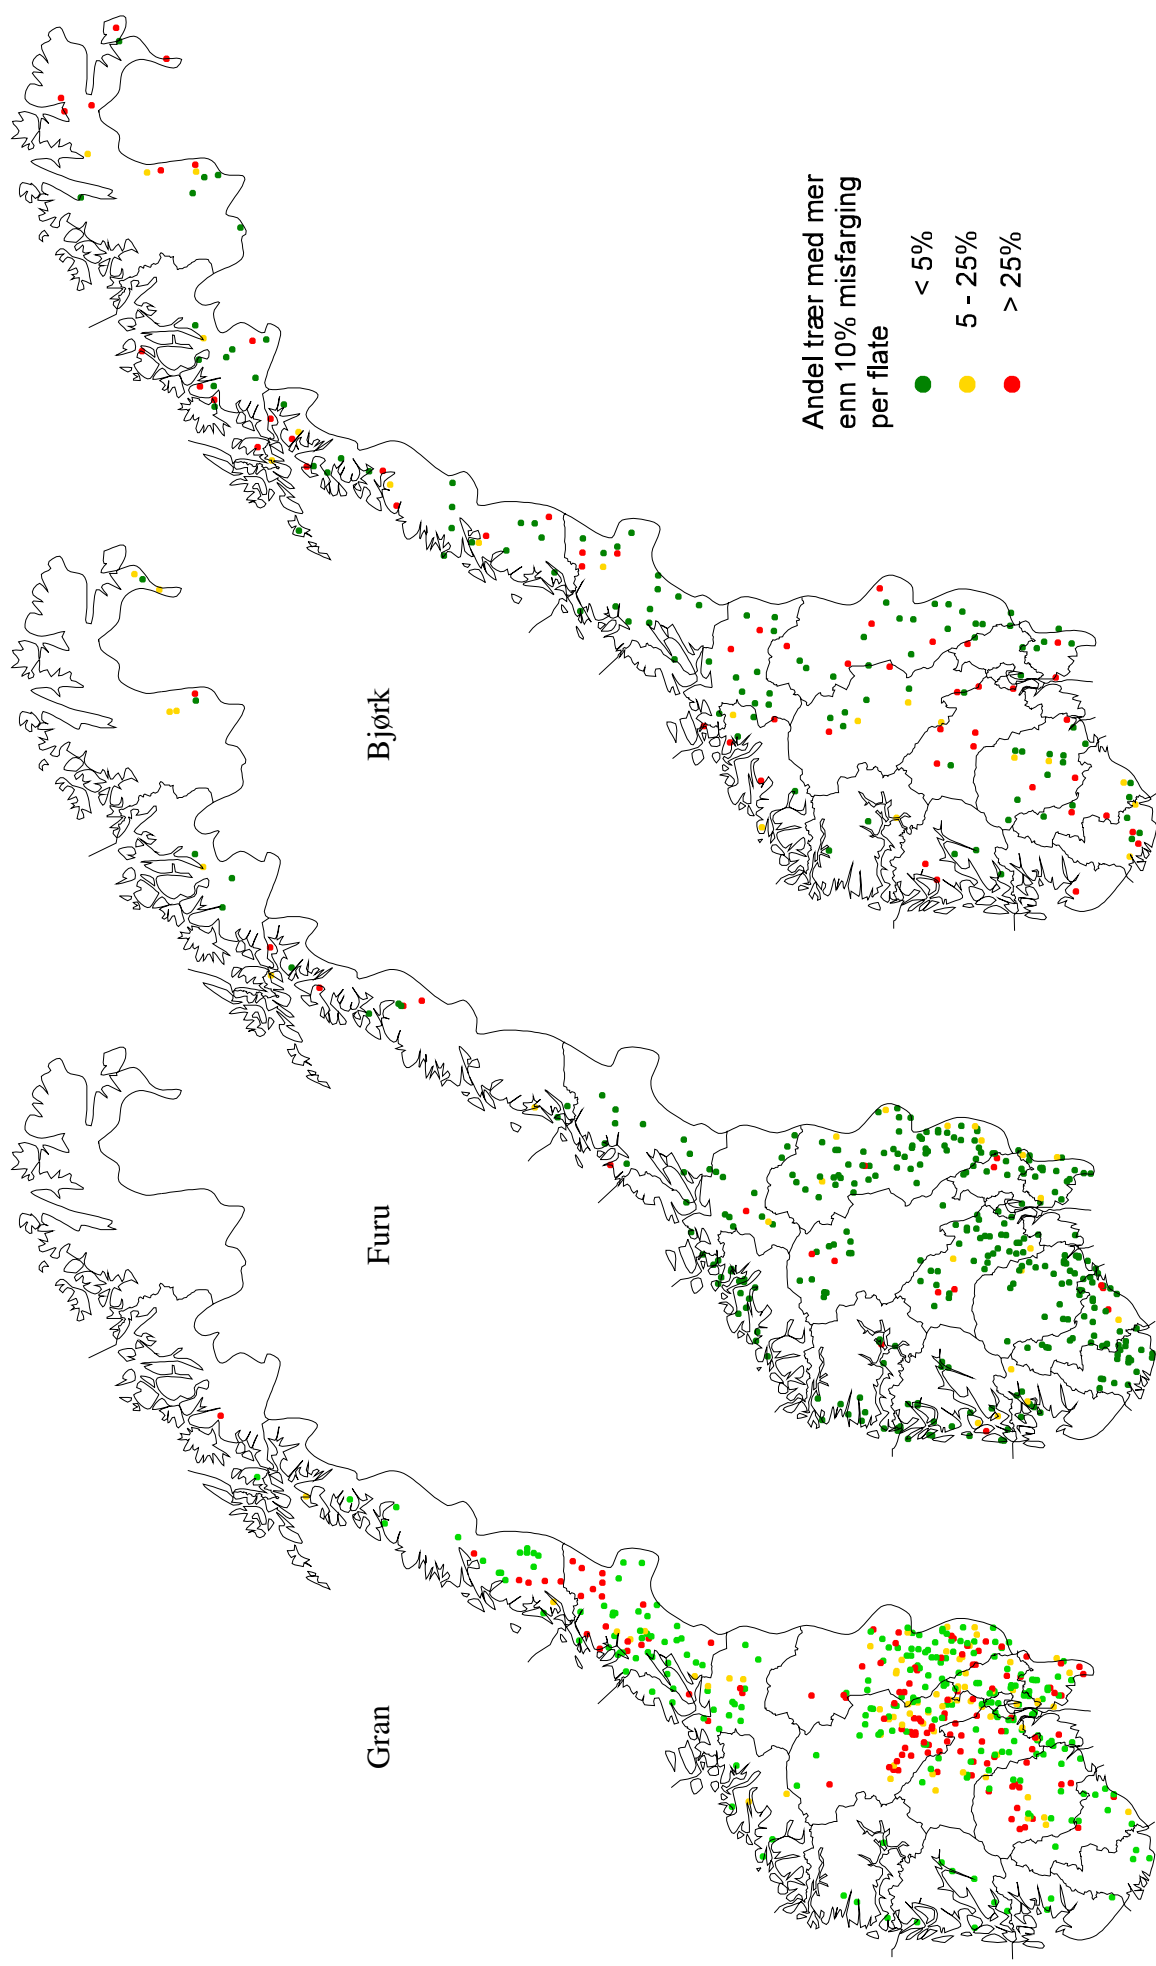 Gran
Furu
Bjørk
Andel trær med mer
enn 10% misfarging
per flate
< 5%
5 - 25%
> 25%